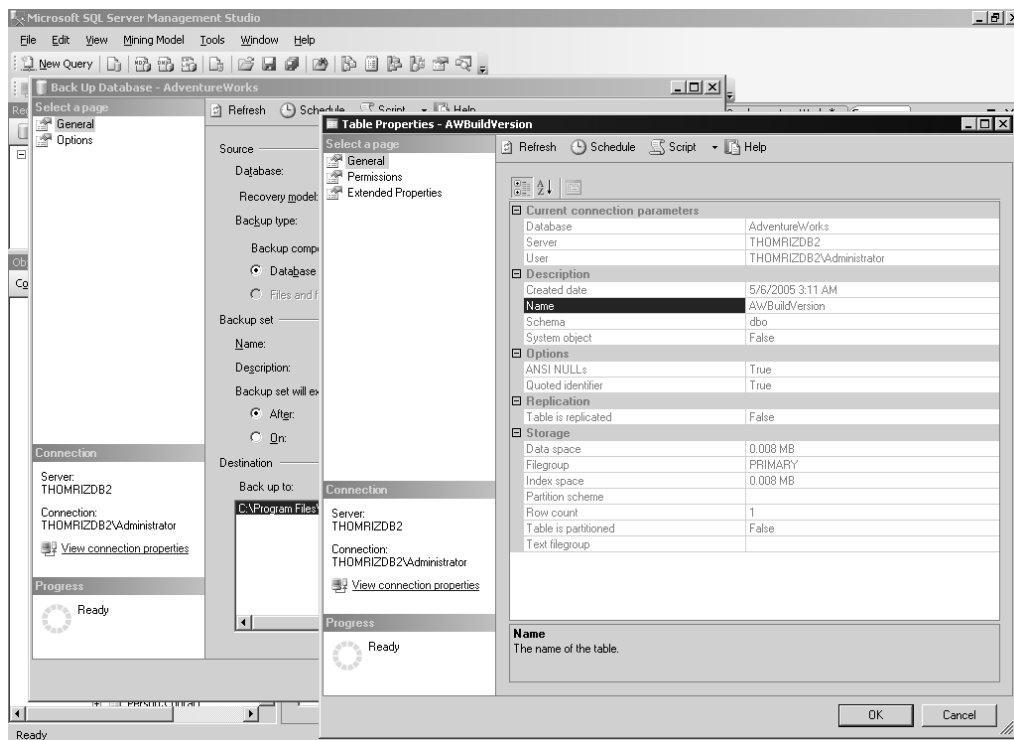 Microsoft SQL Server Management Studio
File Edit View Mining Model Tools Window Help
New Query
Back Up Database - AdventureWorks
Select a page
General
Options
Refresh Schedule Script Help
Source
Database:
Recovery model:
Backup type:
Backup compo
Database
Files and f
Backup set
Name:
Description:
Backup set will ex
After:
On:
Destination
Back up to:
C:\Program Files\
Connection
Server:
THOMRIZDB2
Connection:
THOMRIZDB2\Administrator
View connection properties
Progress
Ready
Table Properties - AWBuildVersion
Select a page
General
Permissions
Extended Properties
Refresh Schedule Script Help
Current connection parameters
Database AdventureWorks
Server THOMRIZDB2
User THOMRIZDB2\Administrator
Description
Created date 5/6/2005 3:11 AM
Name AWBuildVersion
Schema dbo
System object False
Options
ANSI NULLs True
Quoted identifier True
Replication
Table is replicated False
Storage
Data space 0.008 MB
Filegroup PRIMARY
Index space 0.008 MB
Partition scheme
Row count 1
Table is partitioned False
Text filegroup
Connection
Server:
THOMRIZDB2
Connection:
THOMRIZDB2\Administrator
View connection properties
Progress
Ready
Name
The name of the table.
OK Cancel
Ready